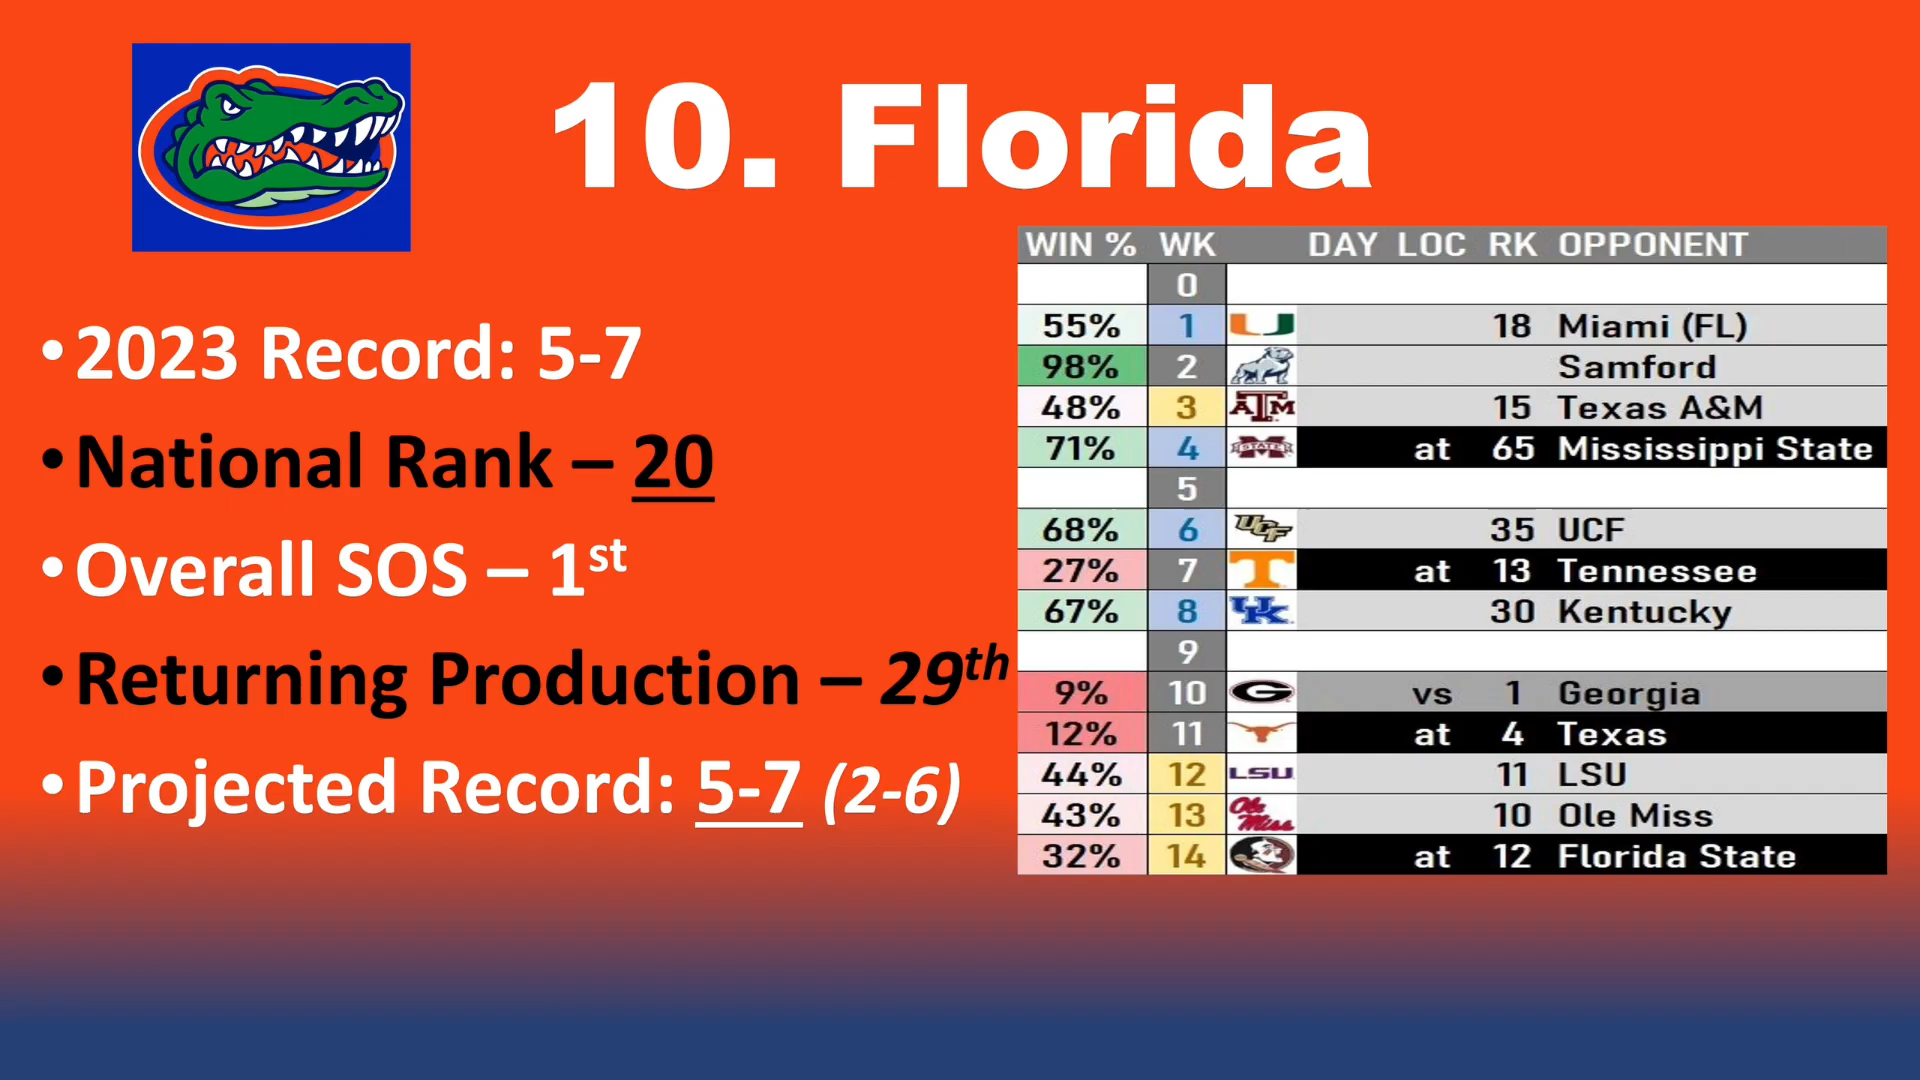 10. Florida
•2023 Record: 5-7
•National Rank – 20
•Overall SOS – 1st
•Returning Production – 29th
•Projected Record: 5-7 (2-6)
WIN % WK DAY LOC RK OPPONENT
0
55% 1 18 Miami (FL)
98% 2 Samford
48% 3 ATM 15 Texas A&M
71% 4 STATE at 65 Mississippi State
5
68% 6 UCF 35 UCF
27% 7 T at 13 Tennessee
67% 8 UK 30 Kentucky
9
9% 10 G vs 1 Georgia
12% 11 at 4 Texas
44% 12 LSU 11 LSU
43% 13 Ole Miss 10 Ole Miss
32% 14 at 12 Florida State